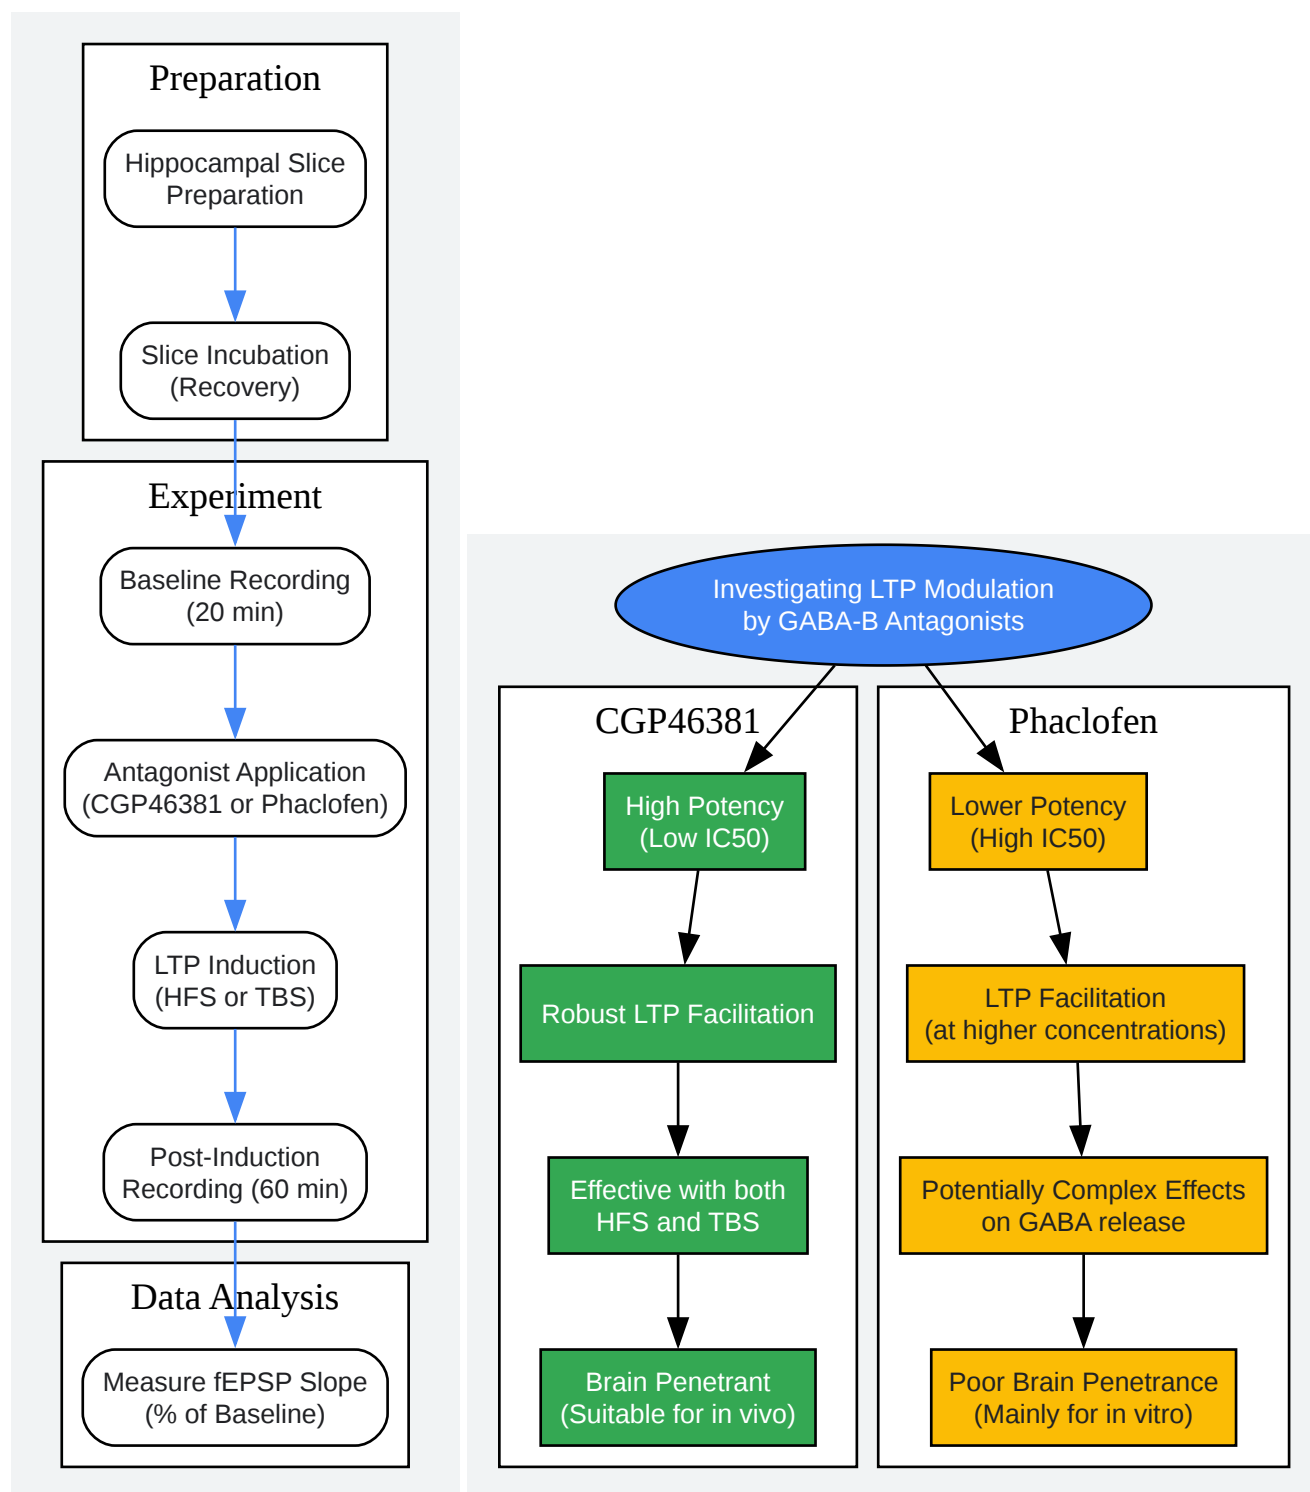 Preparation
Hippocampal Slice
Preparation
Slice Incubation
(Recovery)
Experiment
Baseline Recording
(20 min)
Antagonist Application
(CGP46381 or Phaclofen)
LTP Induction
(HFS or TBS)
Post-Induction
Recording (60 min)
Data Analysis
Measure fEPSP Slope
(% of Baseline)
Investigating LTP Modulation
by GABA-B Antagonists
CGP46381
High Potency
(Low IC50)
Robust LTP Facilitation
Effective with both
HFS and TBS
Brain Penetrant
(Suitable for in vivo)
Phaclofen
Lower Potency
(High IC50)
LTP Facilitation
(at higher concentrations)
Potentially Complex Effects
on GABA release
Poor Brain Penetrance
(Mainly for in vitro)